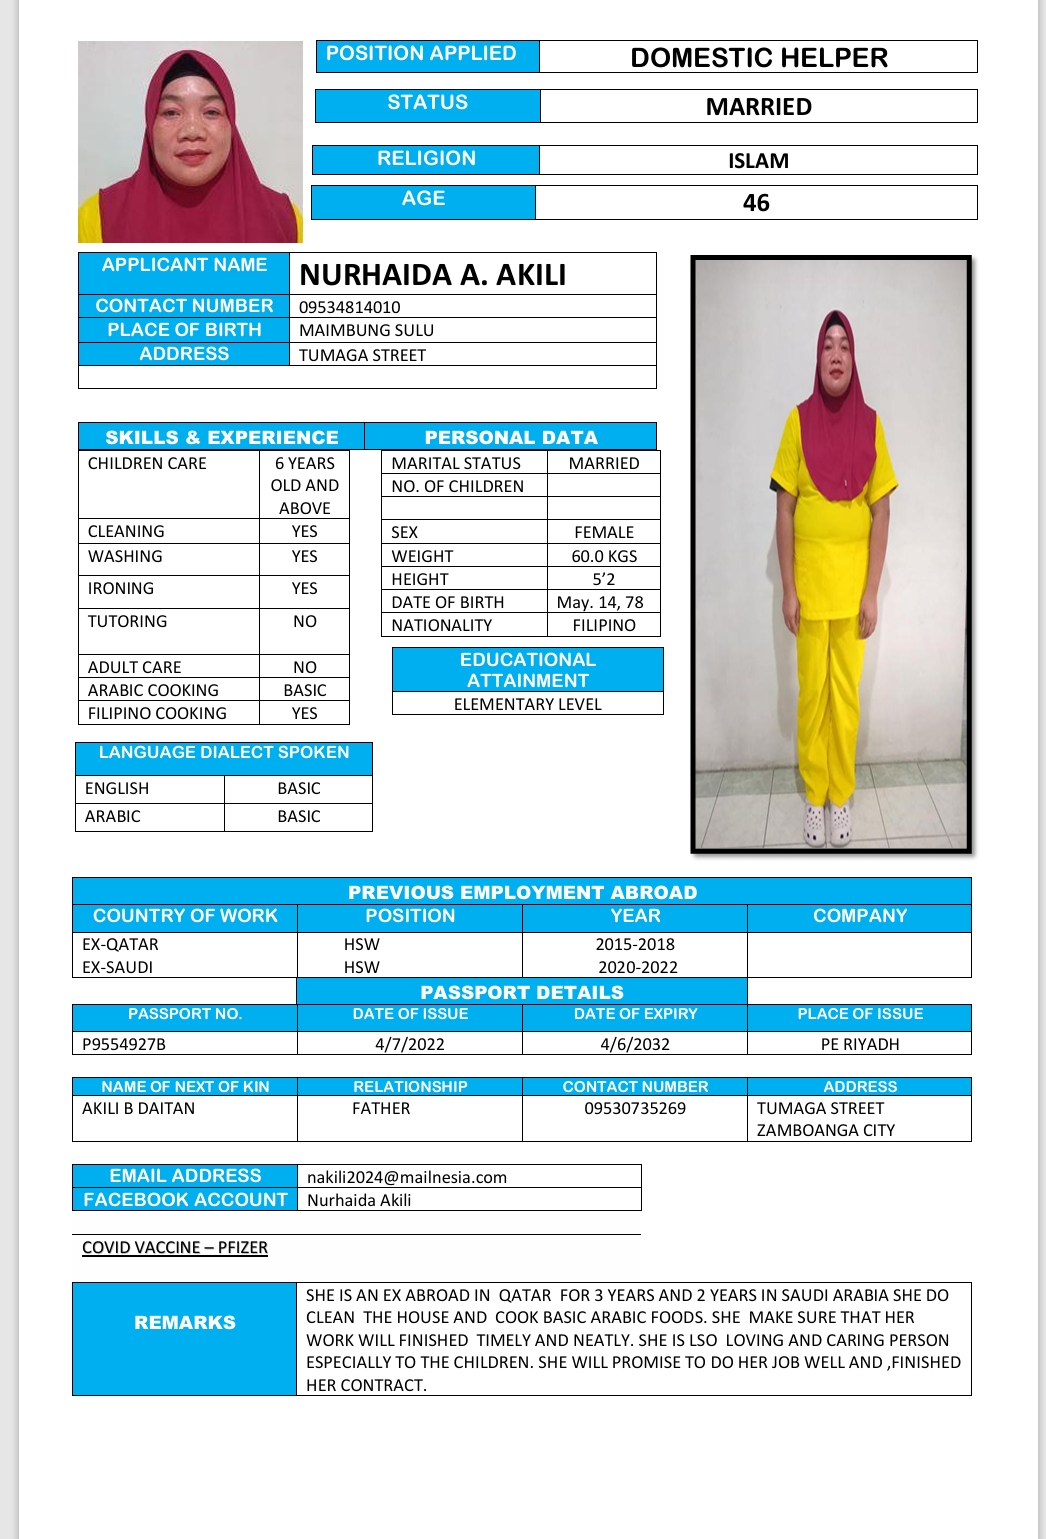 POSITION APPLIED DOMESTIC HELPER
STATUS MARRIED
RELIGION ISLAM
AGE 46
APPLICANT NAME NURHAIDA A. AKILI
CONTACT NUMBER 09534814010
PLACE OF BIRTH MAIMBUNG SULU
ADDRESS TUMAGA STREET
SKILLS & EXPERIENCE
CHILDREN CARE 6 YEARS
OLD AND
ABOVE
CLEANING YES
WASHING YES
IRONING YES
TUTORING NO
ADULT CARE NO
ARABIC COOKING BASIC
FILIPINO COOKING YES
PERSONAL DATA
MARITAL STATUS MARRIED
NO. OF CHILDREN
SEX FEMALE
WEIGHT 60.0 KGS
HEIGHT 5’2
DATE OF BIRTH May. 14, 78
NATIONALITY FILIPINO
EDUCATIONAL
ATTAINMENT
ELEMENTARY LEVEL
LANGUAGE DIALECT SPOKEN
ENGLISH BASIC
ARABIC BASIC
PREVIOUS EMPLOYMENT ABROAD
COUNTRY OF WORK POSITION YEAR COMPANY
EX-QATAR HSW 2015-2018
EX-SAUDI HSW 2020-2022
PASSPORT DETAILS
PASSPORT NO. DATE OF ISSUE DATE OF EXPIRY PLACE OF ISSUE
P9554927B 4/7/2022 4/6/2032 PE RIYADH
NAME OF NEXT OF KIN RELATIONSHIP CONTACT NUMBER ADDRESS
AKILI B DAITAN FATHER 09530735269 TUMAGA STREET
ZAMBOANGA CITY
EMAIL ADDRESS nakili2024@mailnesia.com
FACEBOOK ACCOUNT Nurhaida Akili
COVID VACCINE – PFIZER
REMARKS
SHE IS AN EX ABROAD IN QATAR FOR 3 YEARS AND 2 YEARS IN SAUDI ARABIA SHE DO
CLEAN THE HOUSE AND COOK BASIC ARABIC FOODS. SHE MAKE SURE THAT HER
WORK WILL FINISHED TIMELY AND NEATLY. SHE IS LSO LOVING AND CARING PERSON
ESPECIALLY TO THE CHILDREN. SHE WILL PROMISE TO DO HER JOB WELL AND ,FINISHED
HER CONTRACT.